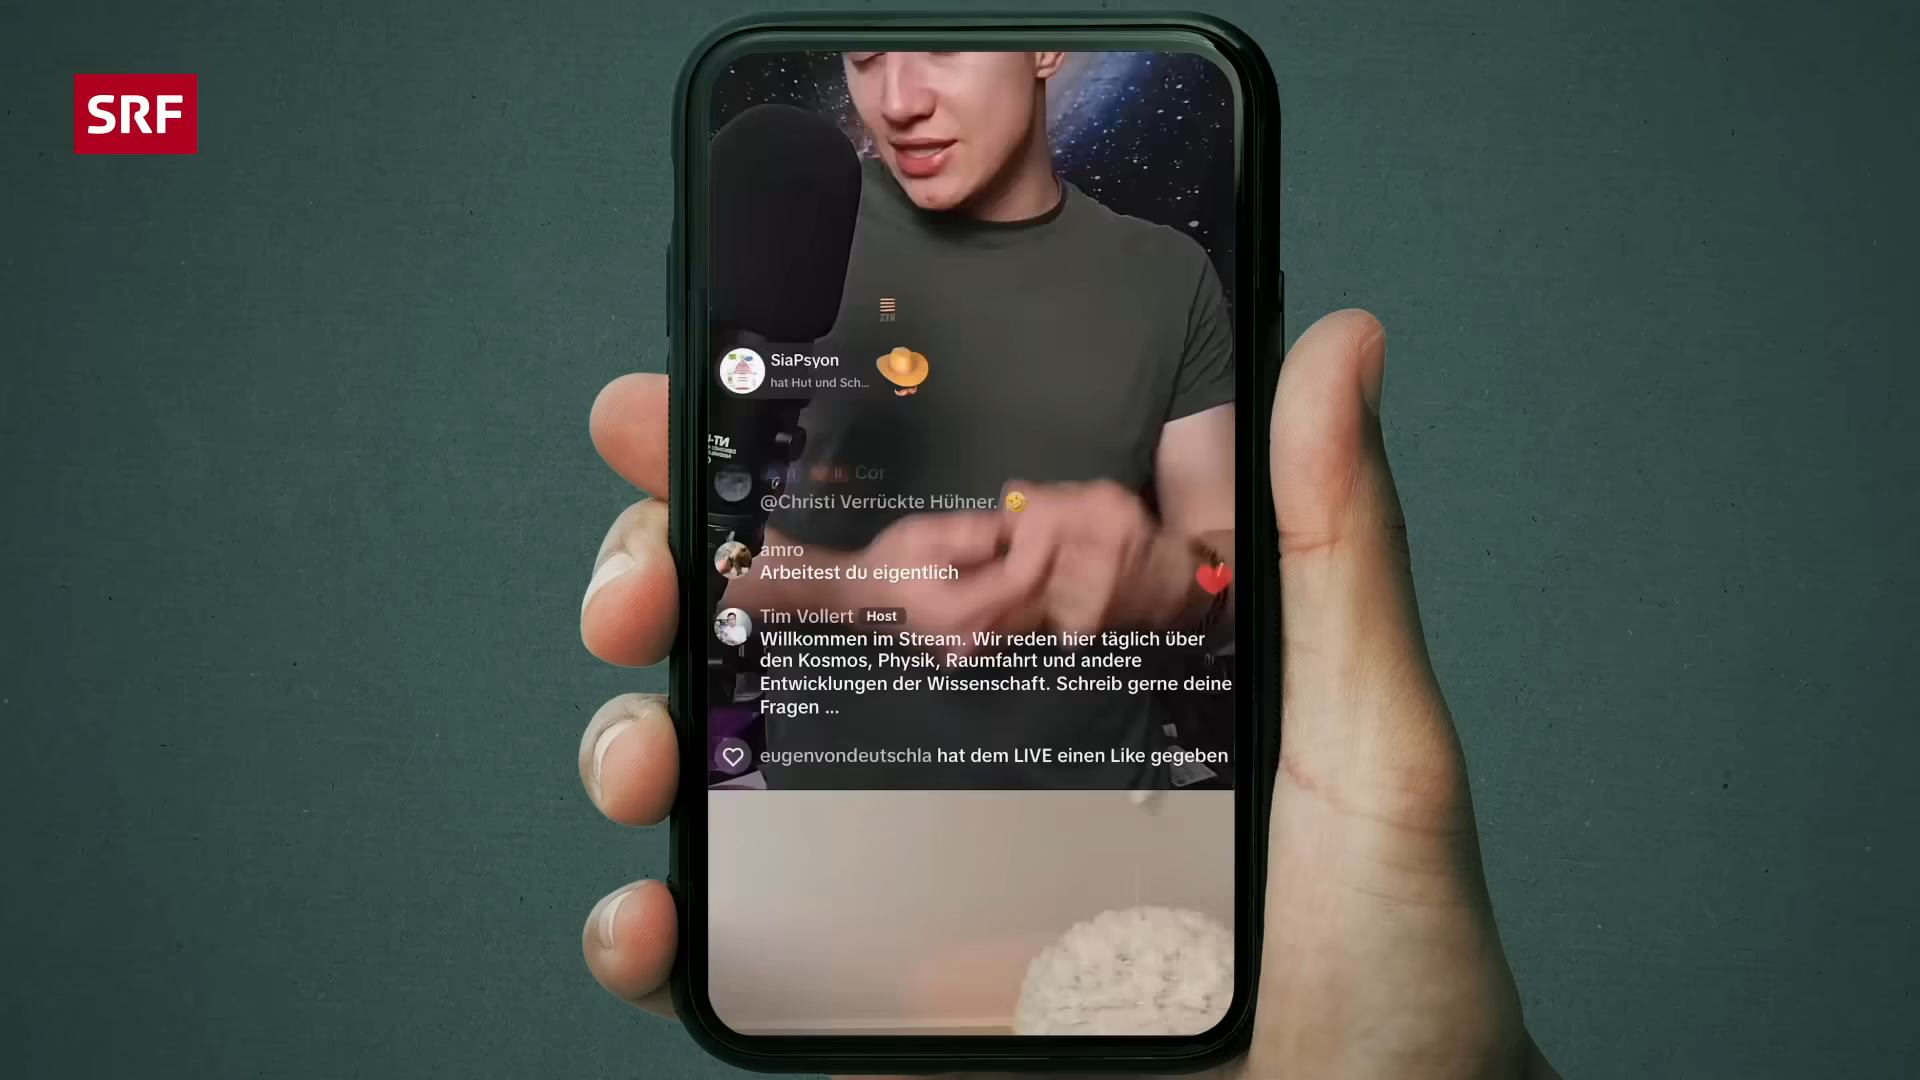 SRF
SiaPsyon
hat Hut und Sch...
@Christi Verrückte Hühner. 🤣
amro
Arbeitest du eigentlich
Tim Vollert Host
Willkommen im Stream. Wir reden hier täglich über
den Kosmos, Physik, Raumfahrt und andere
Entwicklungen der Wissenschaft. Schreib gerne deine
Fragen ...
eugenvondeutschla hat dem LIVE einen Like gegeben